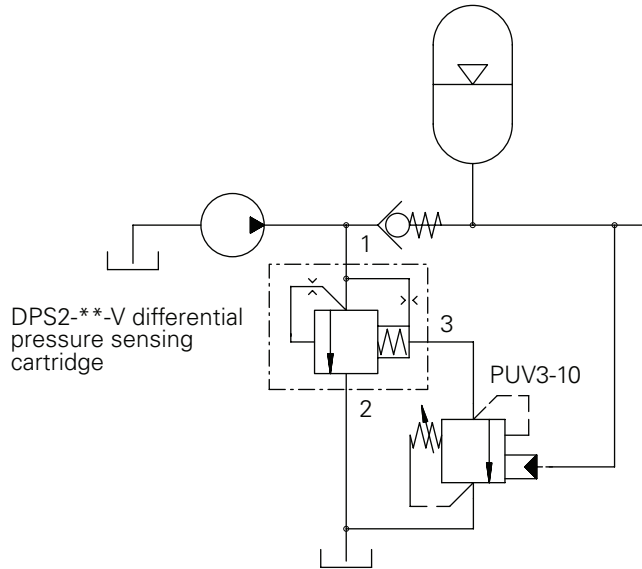 1
DPS2-**-V differential
pressure sensing
cartridge
3
PUV3-10
2